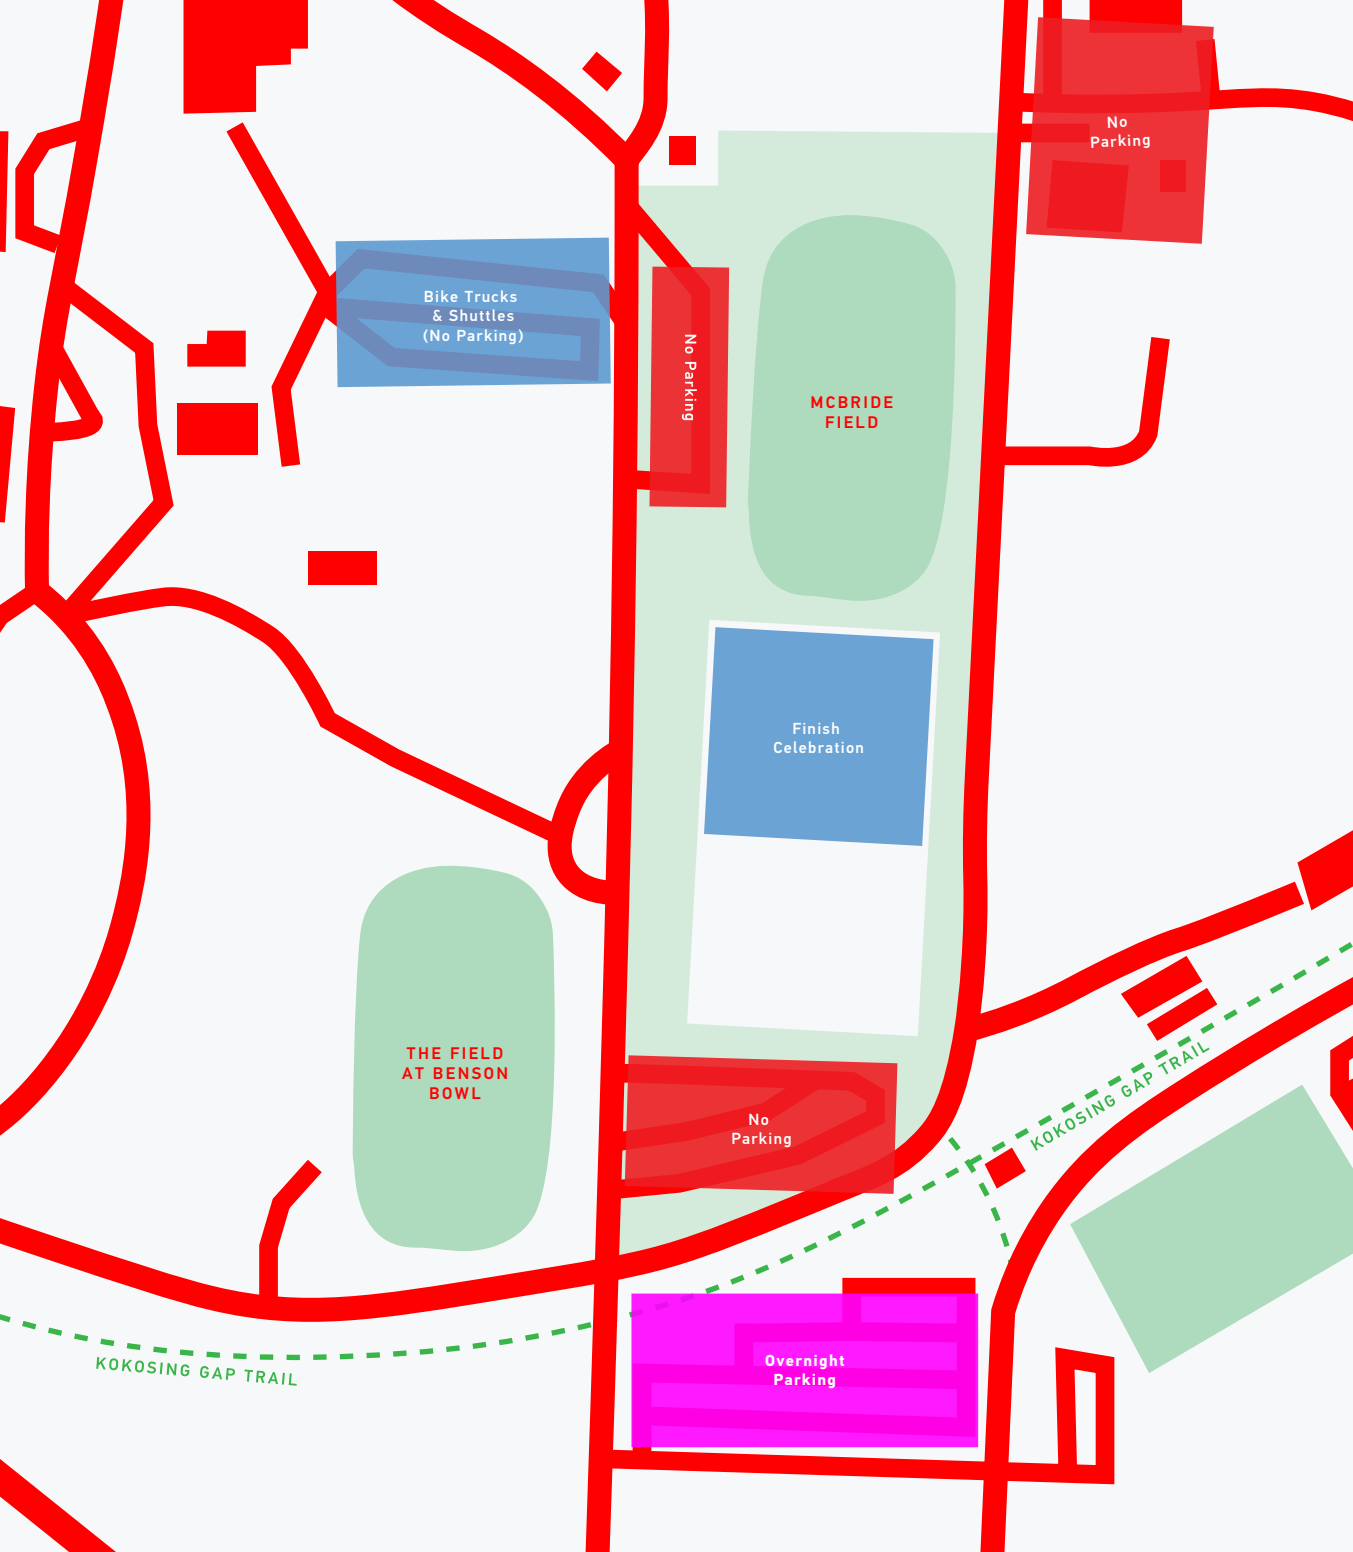 No
Parking
Bike Trucks
& Shuttles
(No Parking)
No Parking
MCBRIDE
FIELD
Finish
Celebration
THE FIELD
AT BENSON
BOWL
No
Parking
KOKOSING GAP TRAIL
Overnight
Parking
KOKOSING GAP TRAIL